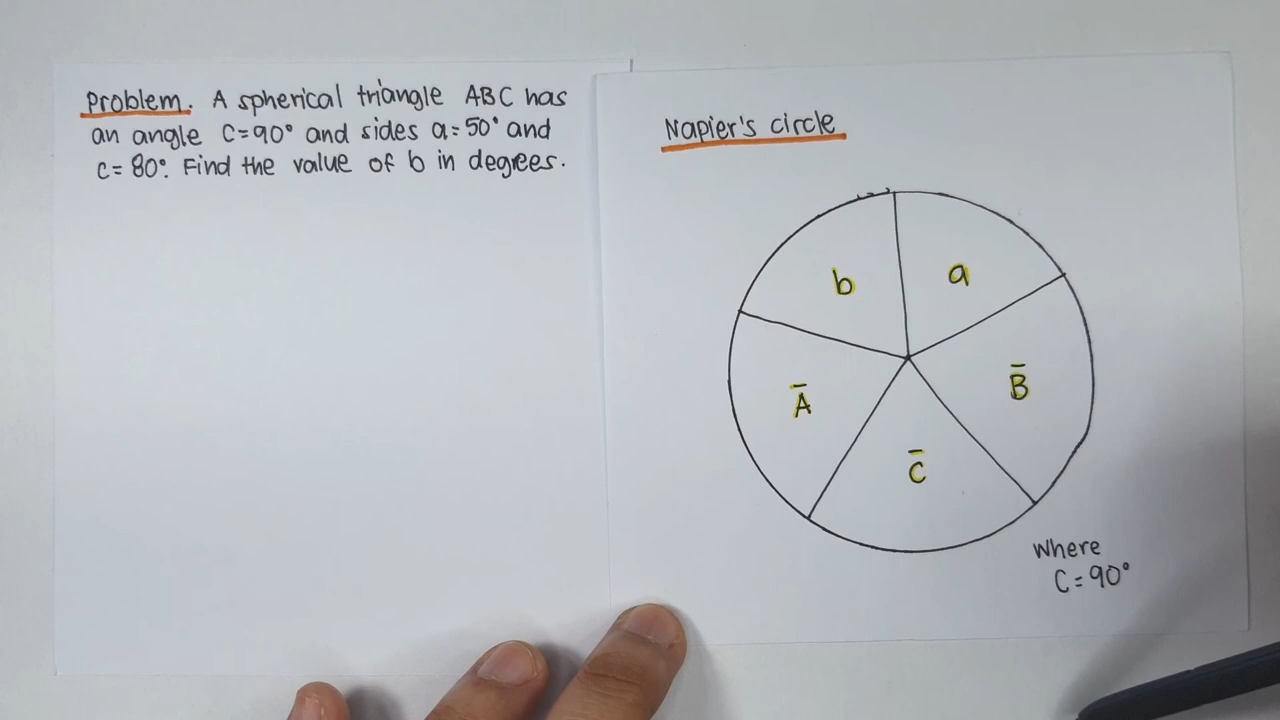 Problem. A spherical triangle ABC has
an angle C=90° and sides a=50° and
c=80°. Find the value of b in degrees.
Napier's circle
b
a
Ā
B̄
c̄
Where
C=90°